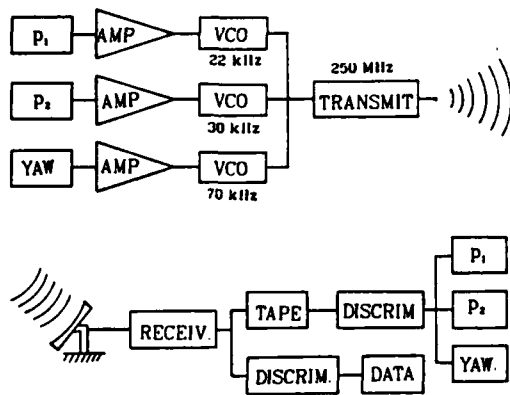 P₁ AMP VCO
22 kHz
250 MHz
P₂ AMP VCO TRANSMIT
30 kHz
YAW AMP VCO
70 kHz
P₁
TAPE DISCRIM P₂
RECEIV.
DISCRIM. DATA YAW.